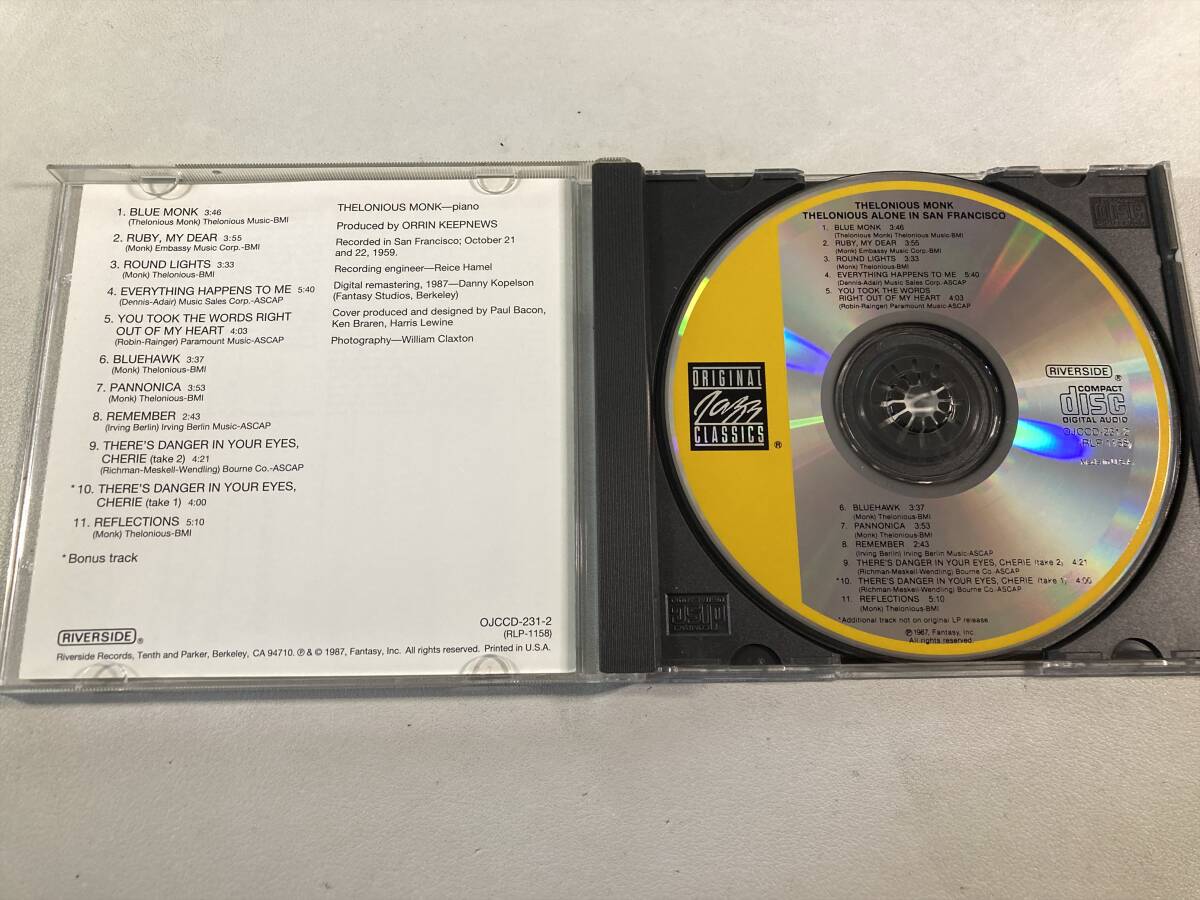 1. BLUE MONK 3:46
(Thelonious Monk) Thelonious Music-BMI
2. RUBY, MY DEAR 3:55
(Monk) Embassy Music Corp.-BMI
3. ROUND LIGHTS 3:33
(Monk) Thelonious-BMI
4. EVERYTHING HAPPENS TO ME 5:40
(Dennis-Adair) Music Sales Corp.-ASCAP
5. YOU TOOK THE WORDS RIGHT
OUT OF MY HEART 4:03
(Robin-Rainger) Paramount Music-ASCAP
6. BLUEHAWK 3:37
(Monk) Thelonious-BMI
7. PANNONICA 3:53
(Monk) Thelonious-BMI
8. REMEMBER 2:43
(Irving Berlin) Irving Berlin Music-ASCAP
9. THERE'S DANGER IN YOUR EYES,
CHERIE (take 2) 4:21
(Richman-Meskell-Wendling) Bourne Co.-ASCAP
*10. THERE'S DANGER IN YOUR EYES,
CHERIE (take 1) 4:00
11. REFLECTIONS 5:10
(Monk) Thelonious-BMI
*Bonus track
THELONIOUS MONK—piano
Produced by ORRIN KEEPNEWS
Recorded in San Francisco; October 21
and 22, 1959.
Recording engineer—Reice Hamel
Digital remastering, 1987—Danny Kopelson
(Fantasy Studios, Berkeley)
Cover produced and designed by Paul Bacon,
Ken Braren, Harris Lewine
Photography—William Claxton
OJCCD-231-2
(RLP-1158)
RIVERSIDE®
Riverside Records, Tenth and Parker, Berkeley, CA 94710. ℗ & © 1987, Fantasy, Inc. All rights reserved. Printed in U.S.A.
THELONIOUS MONK
THELONIOUS ALONE IN SAN FRANCISCO
1. BLUE MONK 3:46
(Thelonious Monk) Thelonious Music-BMI
2. RUBY, MY DEAR 3:55
(Monk) Embassy Music Corp.-BMI
3. ROUND LIGHTS 3:33
(Monk) Thelonious-BMI
4. EVERYTHING HAPPENS TO ME 5:40
(Dennis-Adair) Music Sales Corp.-ASCAP
5. YOU TOOK THE WORDS
RIGHT OUT OF MY HEART 4:03
(Robin-Rainger) Paramount Music-ASCAP
ORIGINAL
Jazz
CLASSICS®
RIVERSIDE®
COMPACT
disc
DIGITAL AUDIO
OJCCD-231-2
(RLP-1158)
6. BLUEHAWK 3:37
(Monk) Thelonious-BMI
7. PANNONICA 3:53
(Monk) Thelonious-BMI
8. REMEMBER 2:43
(Irving Berlin) Irving Berlin Music-ASCAP
9. THERE'S DANGER IN YOUR EYES, CHERIE (take 2) 4:21
(Richman-Meskell-Wendling) Bourne Co.-ASCAP
*10. THERE'S DANGER IN YOUR EYES, CHERIE (take 1) 4:00
11. REFLECTIONS 5:10
(Monk) Thelonious-BMI
*Additional track not on original LP release
℗1987, Fantasy, Inc.
All rights reserved.